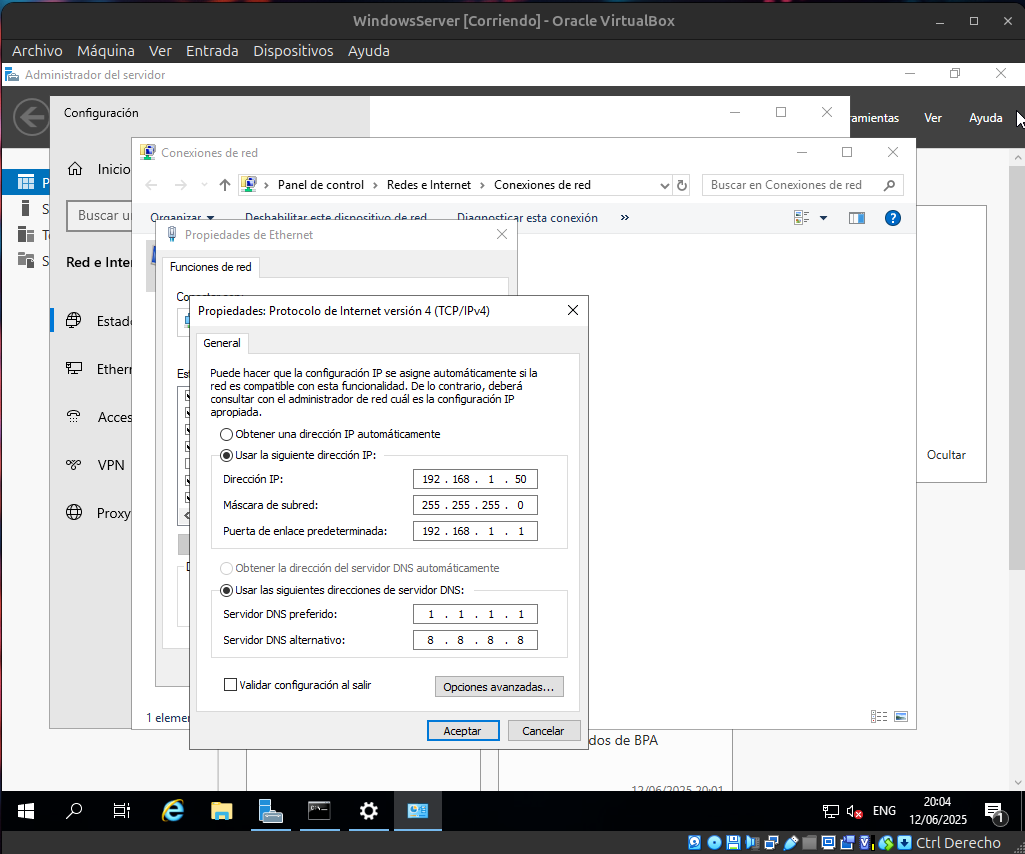 WindowsServer [Corriendo] - Oracle VirtualBox
Archivo Máquina Ver Entrada Dispositivos Ayuda
Administrador del servidor
Configuración
Ver Ayuda
Conexiones de red
Inicio
Panel de control Redes e Internet Conexiones de red
Buscar en Conexiones de red
Buscar
Organizar Deshabilitar este dispositivo de red Diagnosticar esta conexión »
Propiedades de Ethernet
Red e Inte
Funciones de red
Propiedades: Protocolo de Internet versión 4 (TCP/IPv4)
Estado
General
Puede hacer que la configuración IP se asigne automáticamente si la
red es compatible con esta funcionalidad. De lo contrario, deberá
consultar con el administrador de red cuál es la configuración IP
apropiada.
Ether
Acces
VPN
Proxy
Obtener una dirección IP automáticamente
Usar la siguiente dirección IP:
Ocultar
Dirección IP: 192 . 168 . 1 . 50
Máscara de subred: 255 . 255 . 255 . 0
Puerta de enlace predeterminada: 192 . 168 . 1 . 1
Obtener la dirección del servidor DNS automáticamente
Usar las siguientes direcciones de servidor DNS:
Servidor DNS preferido: 1 . 1 . 1 . 1
Servidor DNS alternativo: 8 . 8 . 8 . 8
Validar configuración al salir
Opciones avanzadas...
1 eleme
Aceptar Cancelar
dos de BPA
12/06/2025 20:01
ENG
20:04
12/06/2025
1
Ctrl Derecho